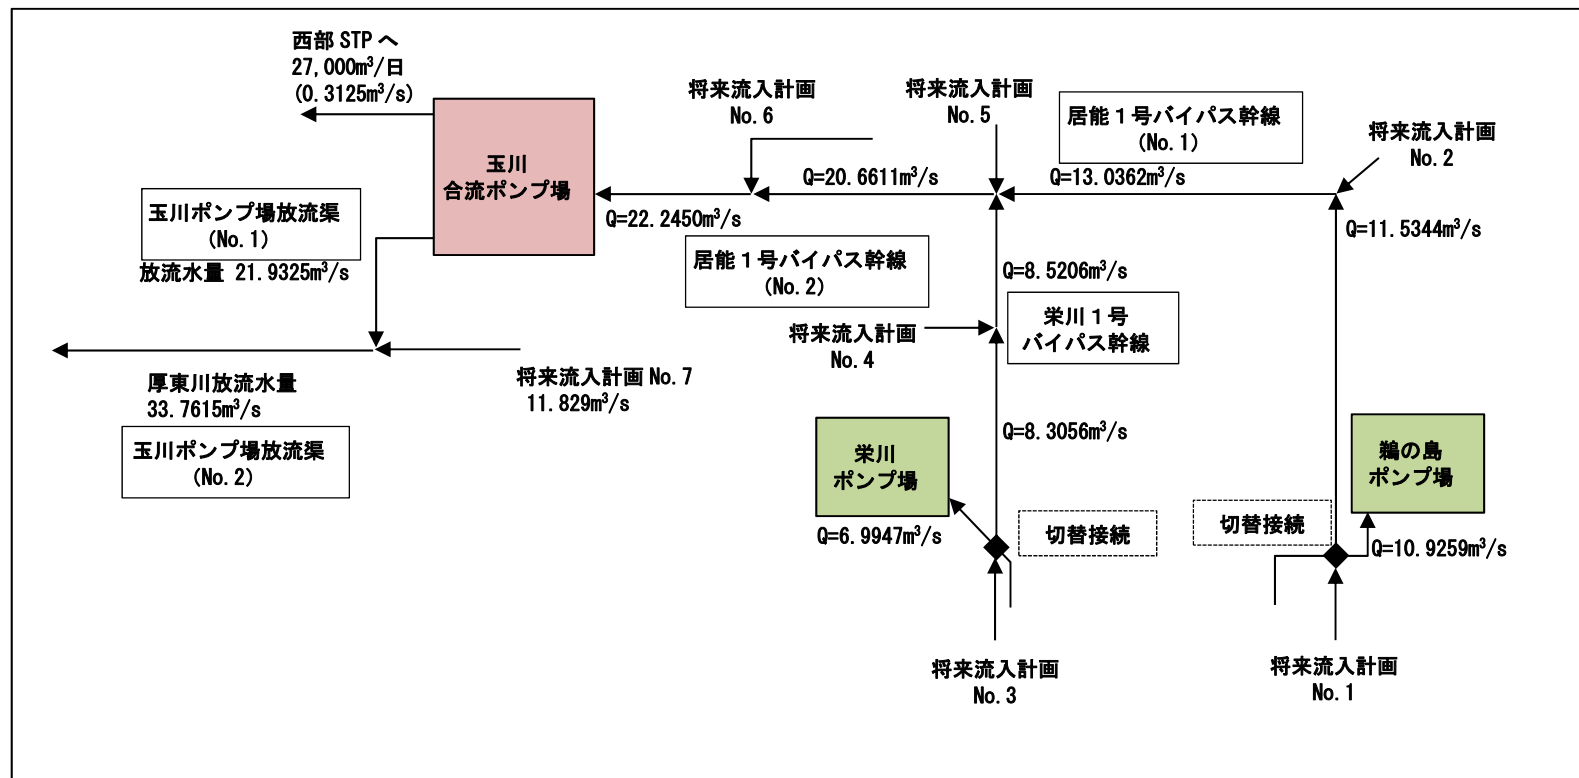 西部 STP へ
27,000m³/日
(0.3125m³/s)
玉川
合流ポンプ場
将来流入計画
No.6
将来流入計画
No.5
居能１号バイパス幹線
(No.1)
将来流入計画
No.2
Q=20.6611m³/s
Q=13.0362m³/s
Q=22.2450m³/s
Q=11.5344m³/s
玉川ポンプ場放流渠
(No.1)
放流水量 21.9325m³/s
居能１号バイパス幹線
(No.2)
Q=8.5206m³/s
栄川１号
バイパス幹線
将来流入計画
No.4
厚東川放流水量
33.7615m³/s
将来流入計画 No.7
11.829m³/s
玉川ポンプ場放流渠
(No.2)
Q=8.3056m³/s
栄川
ポンプ場
鵜の島
ポンプ場
Q=6.9947m³/s
切替接続
切替接続
Q=10.9259m³/s
将来流入計画
No.3
将来流入計画
No.1